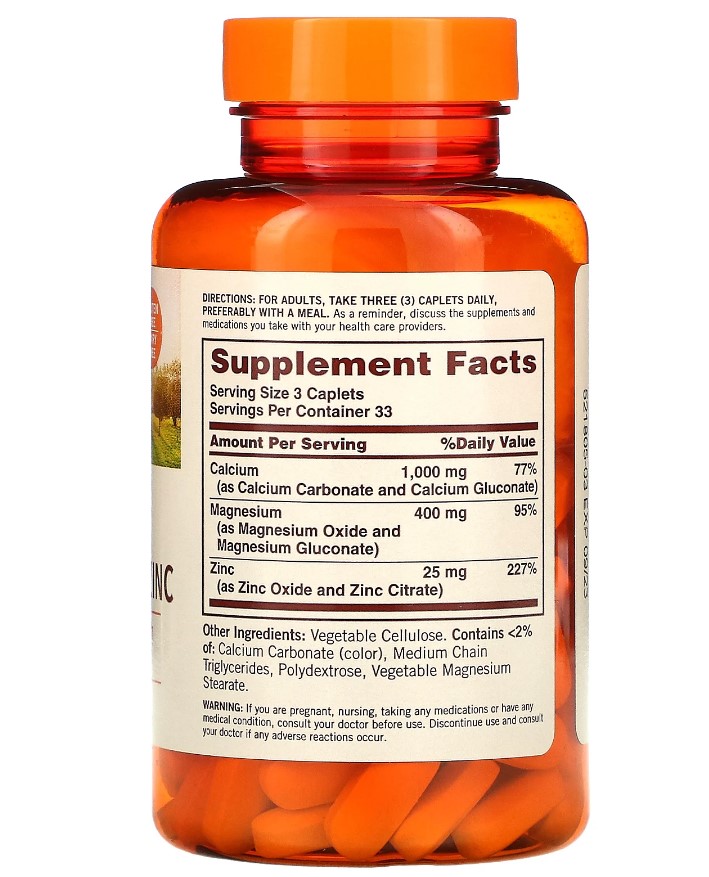 DIRECTIONS: FOR ADULTS, TAKE THREE (3) CAPLETS DAILY,
PREFERABLY WITH A MEAL. As a reminder, discuss the supplements and
medications you take with your health care providers.
Supplement Facts
Serving Size 3 Caplets
Servings Per Container 33
Amount Per Serving %Daily Value
Calcium 1,000 mg 77%
(as Calcium Carbonate and Calcium Gluconate)
Magnesium 400 mg 95%
(as Magnesium Oxide and
Magnesium Gluconate)
Zinc 25 mg 227%
(as Zinc Oxide and Zinc Citrate)
Other Ingredients: Vegetable Cellulose. Contains <2%
of: Calcium Carbonate (color), Medium Chain
Triglycerides, Polydextrose, Vegetable Magnesium
Stearate.
WARNING: If you are pregnant, nursing, taking any medications or have any
medical condition, consult your doctor before use. Discontinue use and consult
your doctor if any adverse reactions occur.
INC
EXP 09/23